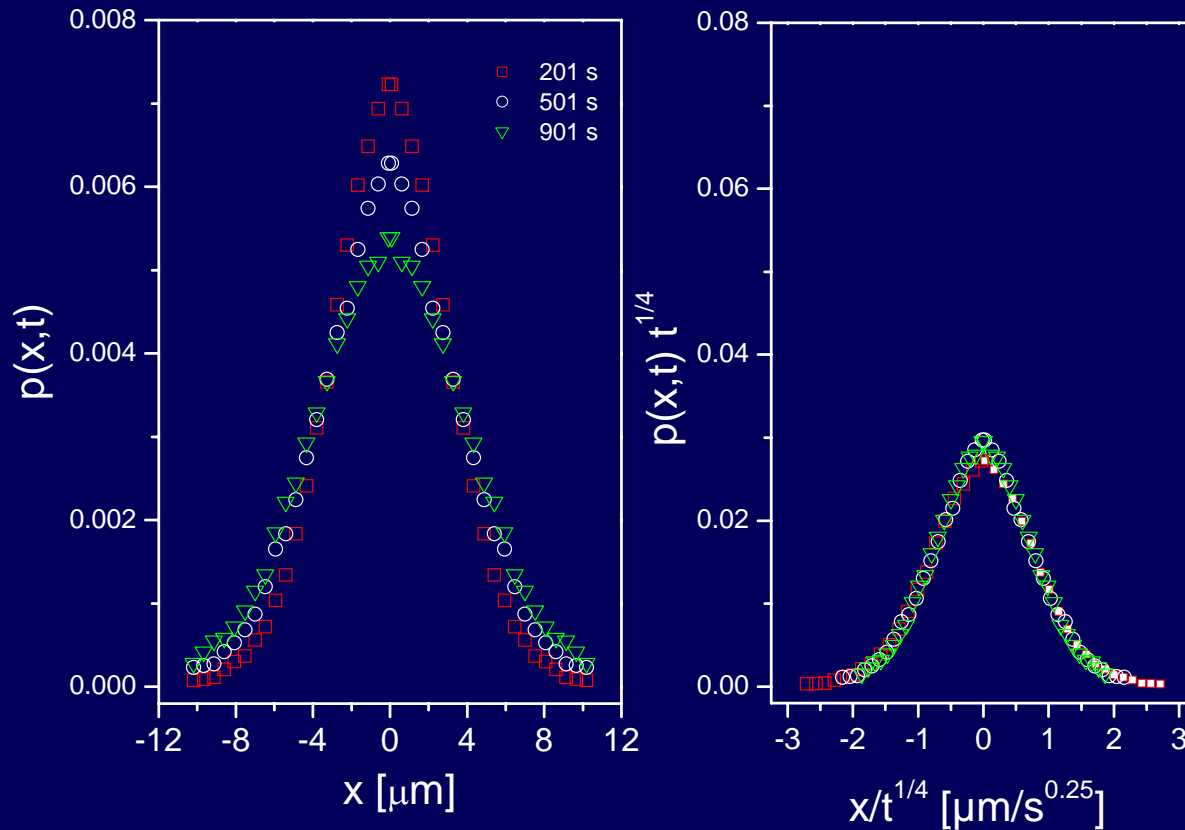 0.008
0.006
0.004
0.002
0.000
p(x,t)
-12 -8 -4 0 4 8 12
x [μm]
201 s
501 s
901 s
0.08
0.06
0.04
0.02
0.00
p(x,t) t^1/4
-3 -2 -1 0 1 2 3
x/t^1/4 [μm/s^0.25]